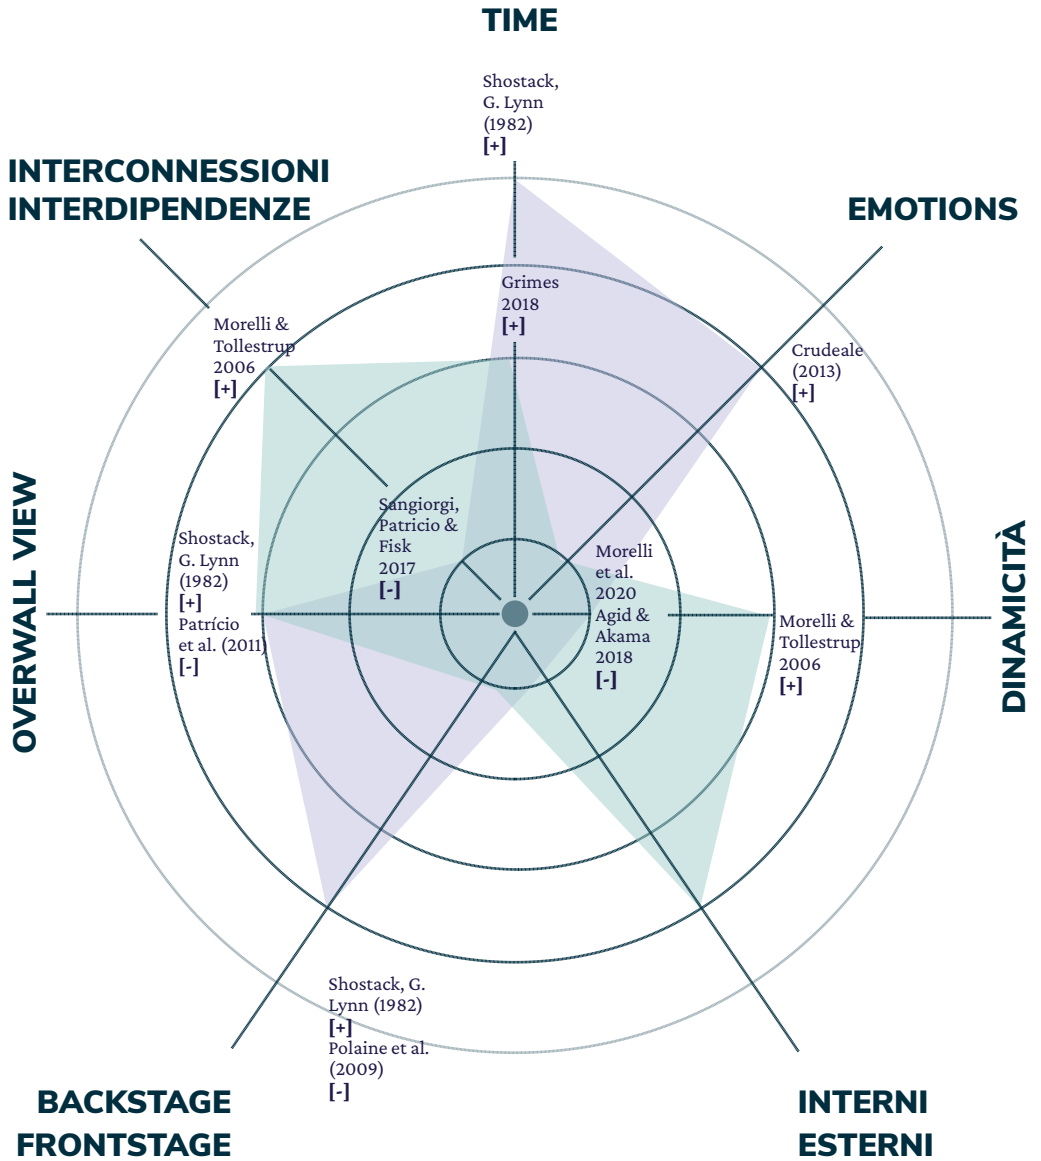 TIME
Shostack,
G. Lynn
(1982)
[+]
INTERCONNESSIONI
INTERDIPENDENZE
EMOTIONS
Grimes
2018
[+]
Morelli &
Tollestrup
2006
[+]
Crudeale
(2013)
[+]
OVERWALL VIEW
Shostack,
G. Lynn
(1982)
[+]
Patrício
et al. (2011)
[-]
Sangiorgi,
Patricio &
Fisk
2017
[-]
Morelli
et al.
2020
Agid &
Akama
2018
[-]
Morelli &
Tollestrup
2006
[+]
DINAMICITÀ
Shostack, G.
Lynn (1982)
[+]
Polaine et al.
(2009)
[-]
BACKSTAGE
FRONTSTAGE
INTERNI
ESTERNI